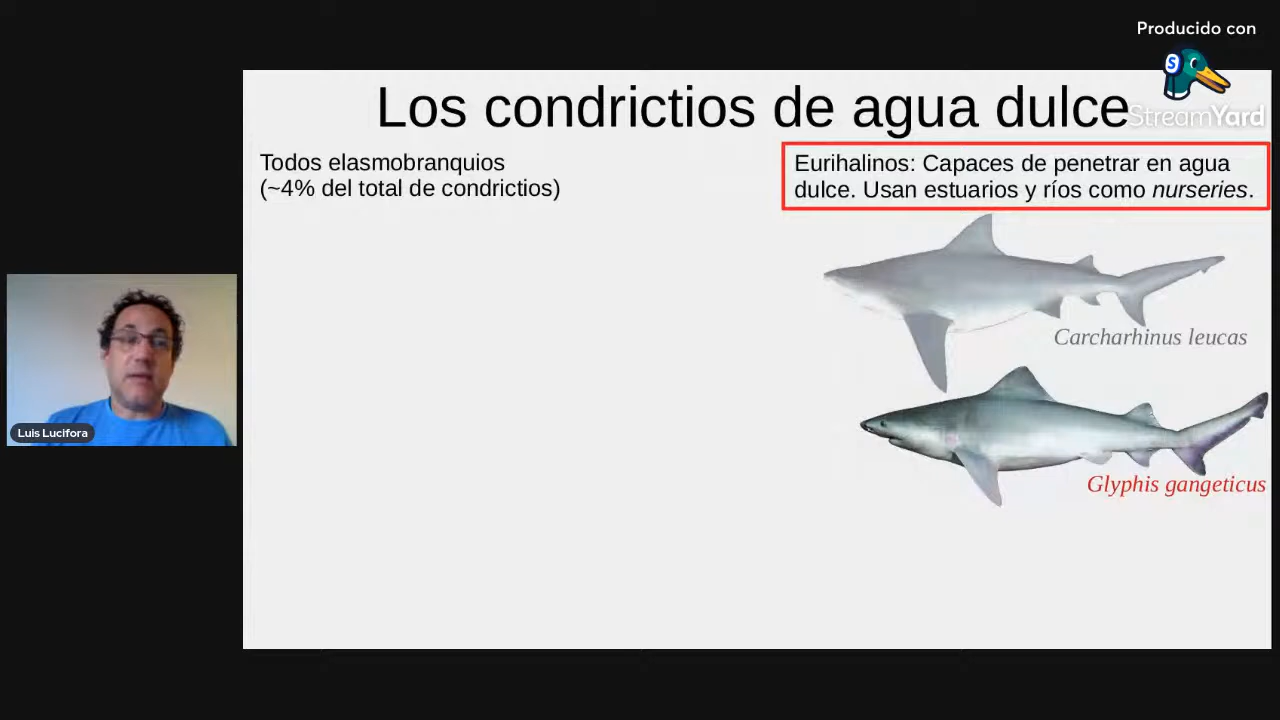 Producido con
S
StreamYard
Los condrictios de agua dulce
Todos elasmobranquios
(~4% del total de condrictios)
Eurihalinos: Capaces de penetrar en agua
dulce. Usan estuarios y ríos como nurseries.
Carcharhinus leucas
Glyphis gangeticus
Luis Lucifora